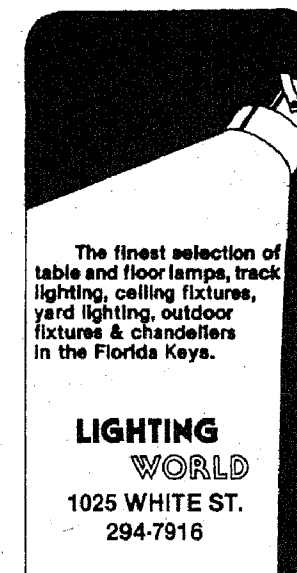 The finest selection of
table and floor lamps, track
lighting, ceiling fixtures,
yard lighting, outdoor
fixtures & chandeliers
in the Florida Keys.
LIGHTING
WORLD
1025 WHITE ST.
294-7916